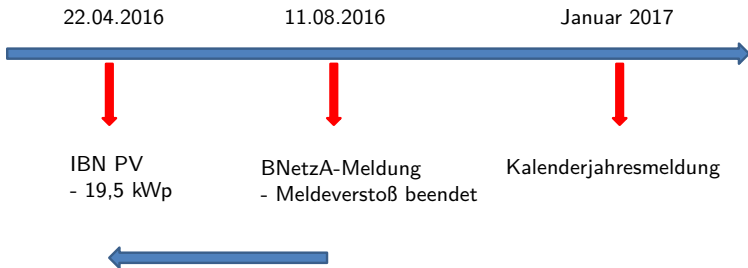 22.04.2016
11.08.2016
Januar 2017
IBN PV
- 19,5 kWp
BNetzA-Meldung
- Meldeverstoß beendet
Kalenderjahresmeldung